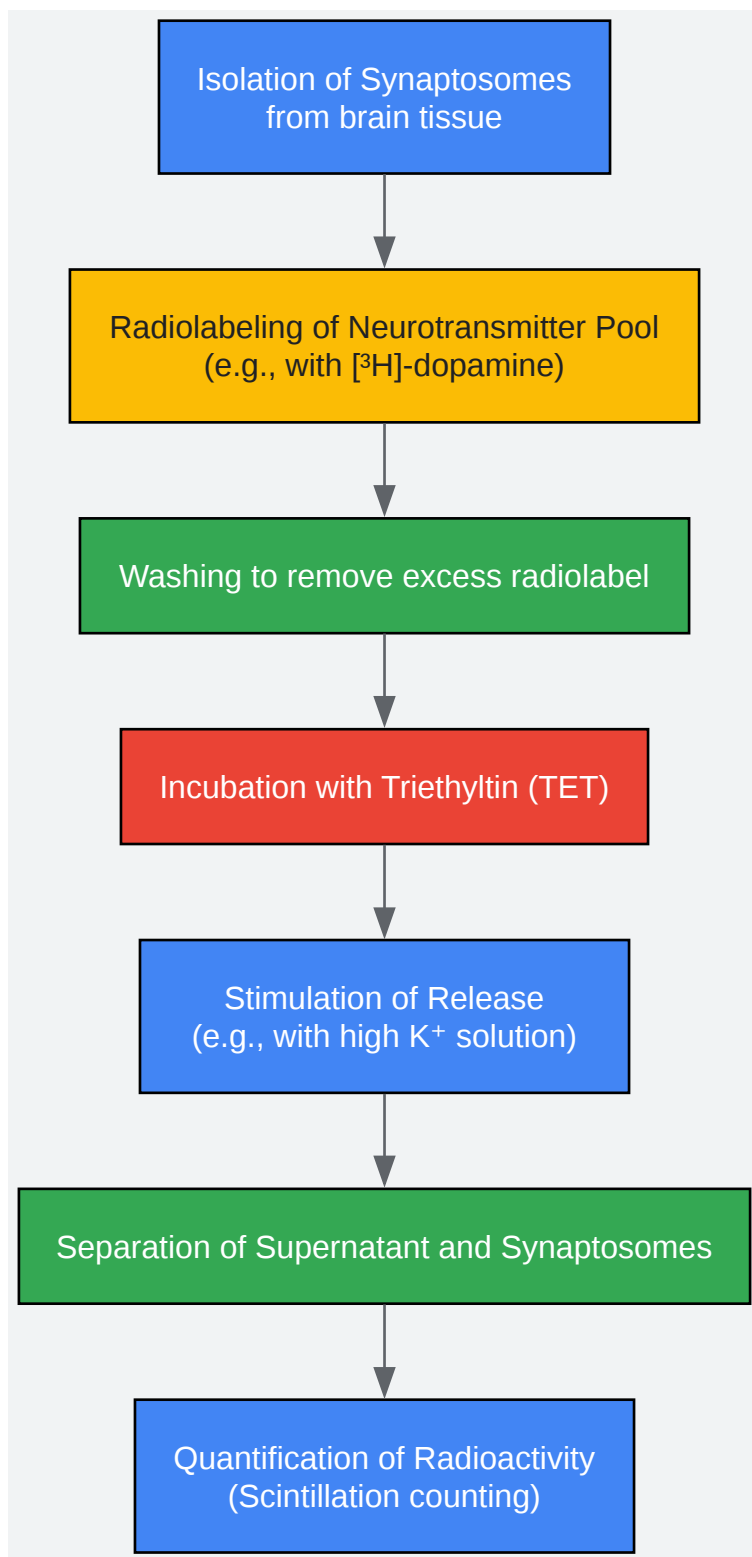 Isolation of Synaptosomes
from brain tissue
Radiolabeling of Neurotransmitter Pool
(e.g., with [³H]-dopamine)
Washing to remove excess radiolabel
Incubation with Triethyltin (TET)
Stimulation of Release
(e.g., with high K⁺ solution)
Separation of Supernatant and Synaptosomes
Quantification of Radioactivity
(Scintillation counting)